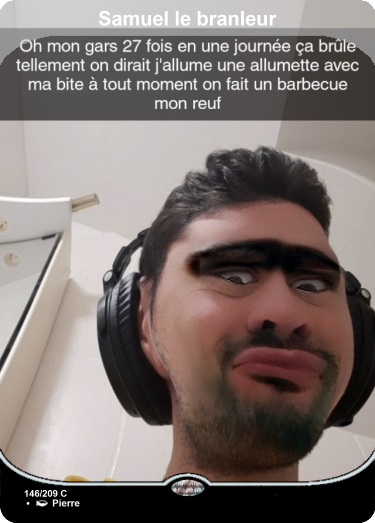 Samuel le branleur
Oh mon gars 27 fois en une journée ça brûle
tellement on dirait j'allume une allumette avec
ma bite à tout moment on fait un barbecue
mon reuf
146/209 C
• Pierre